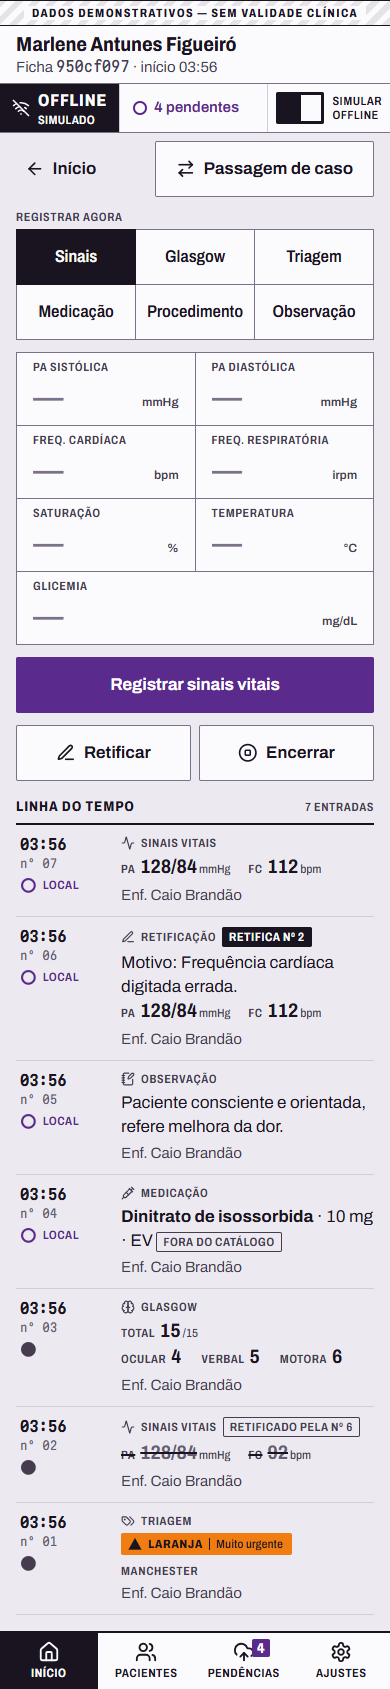 DADOS DEMONSTRATIVOS — SEM VALIDADE CLÍNICA
Marlene Antunes Figueiró
Ficha 950cf097 · início 03:56
OFFLINE
SIMULADO
4 pendentes
SIMULAR
OFFLINE
Início
Passagem de caso
REGISTRAR AGORA
Sinais
Glasgow
Triagem
Medicação
Procedimento
Observação
PA SISTÓLICA
— mmHg
PA DIASTÓLICA
— mmHg
FREQ. CARDÍACA
— bpm
FREQ. RESPIRATÓRIA
— irpm
SATURAÇÃO
— %
TEMPERATURA
— °C
GLICEMIA
— mg/dL
Registrar sinais vitais
Retificar
Encerrar
LINHA DO TEMPO
7 ENTRADAS
03:56
n° 07
LOCAL
SINAIS VITAIS
PA 128/84 mmHg FC 112 bpm
Enf. Caio Brandão
03:56
n° 06
LOCAL
RETIFICAÇÃO RETIFICA Nº 2
Motivo: Frequência cardíaca
digitada errada.
PA 128/84 mmHg FC 112 bpm
Enf. Caio Brandão
03:56
n° 05
LOCAL
OBSERVAÇÃO
Paciente consciente e orientada,
refere melhora da dor.
Enf. Caio Brandão
03:56
n° 04
LOCAL
MEDICAÇÃO
Dinitrato de isossorbida · 10 mg
· EV FORA DO CATÁLOGO
Enf. Caio Brandão
03:56
n° 03
GLASGOW
TOTAL 15 /15
OCULAR 4 VERBAL 5 MOTORA 6
Enf. Caio Brandão
03:56
n° 02
SINAIS VITAIS RETIFICADO PELA Nº 6
PA 128/84 mmHg FC 92 bpm
Enf. Caio Brandão
03:56
n° 01
TRIAGEM
LARANJA | Muito urgente
MANCHESTER
Enf. Caio Brandão
INÍCIO
PACIENTES
4
PENDÊNCIAS
AJUSTES